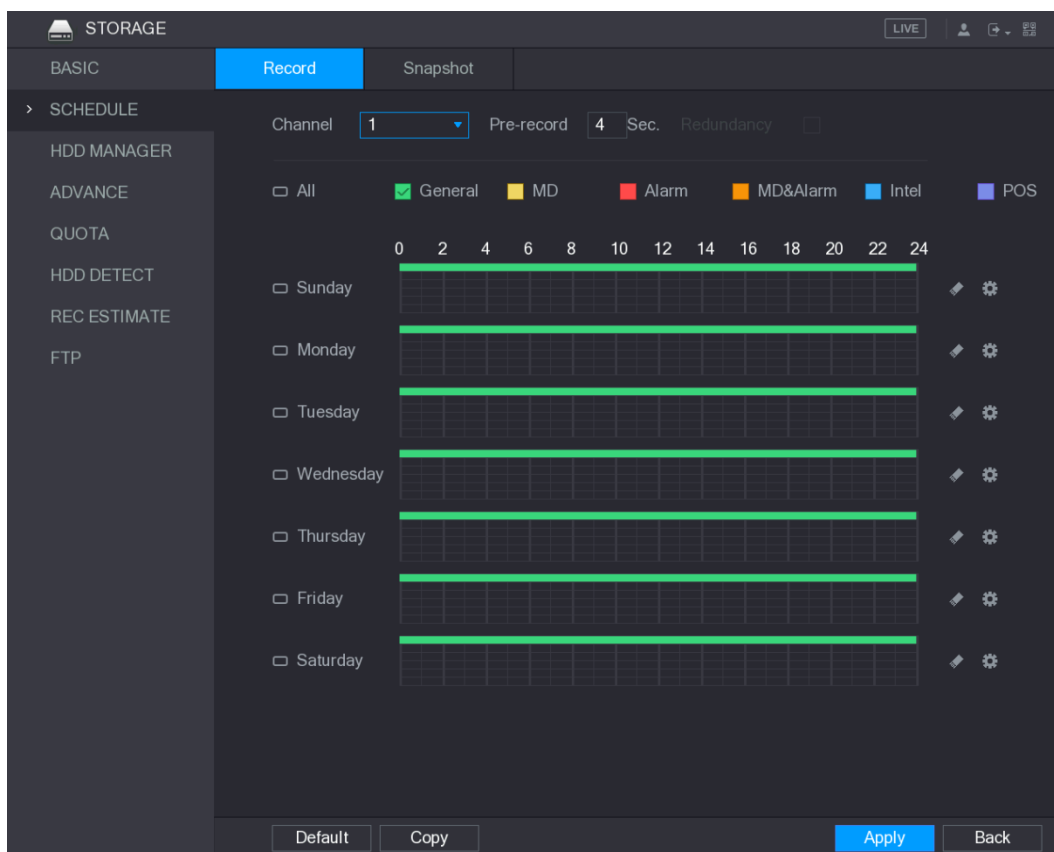 STORAGE LIVE
BASIC
SCHEDULE
HDD MANAGER
ADVANCE
QUOTA
HDD DETECT
REC ESTIMATE
FTP
Record Snapshot
Channel 1 Pre-record 4 Sec. Redundancy
All General MD Alarm MD&Alarm Intel POS
0 2 4 6 8 10 12 14 16 18 20 22 24
Sunday
Monday
Tuesday
Wednesday
Thursday
Friday
Saturday
Default Copy Apply Back